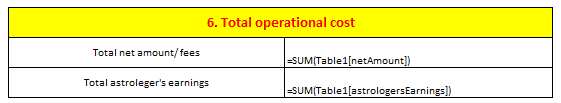 6. Total operational cost
Total net amount/ fees
=SUM(Table1[netAmount])
Total astroleger's earnings
=SUM(Table1[astrologersEarnings])